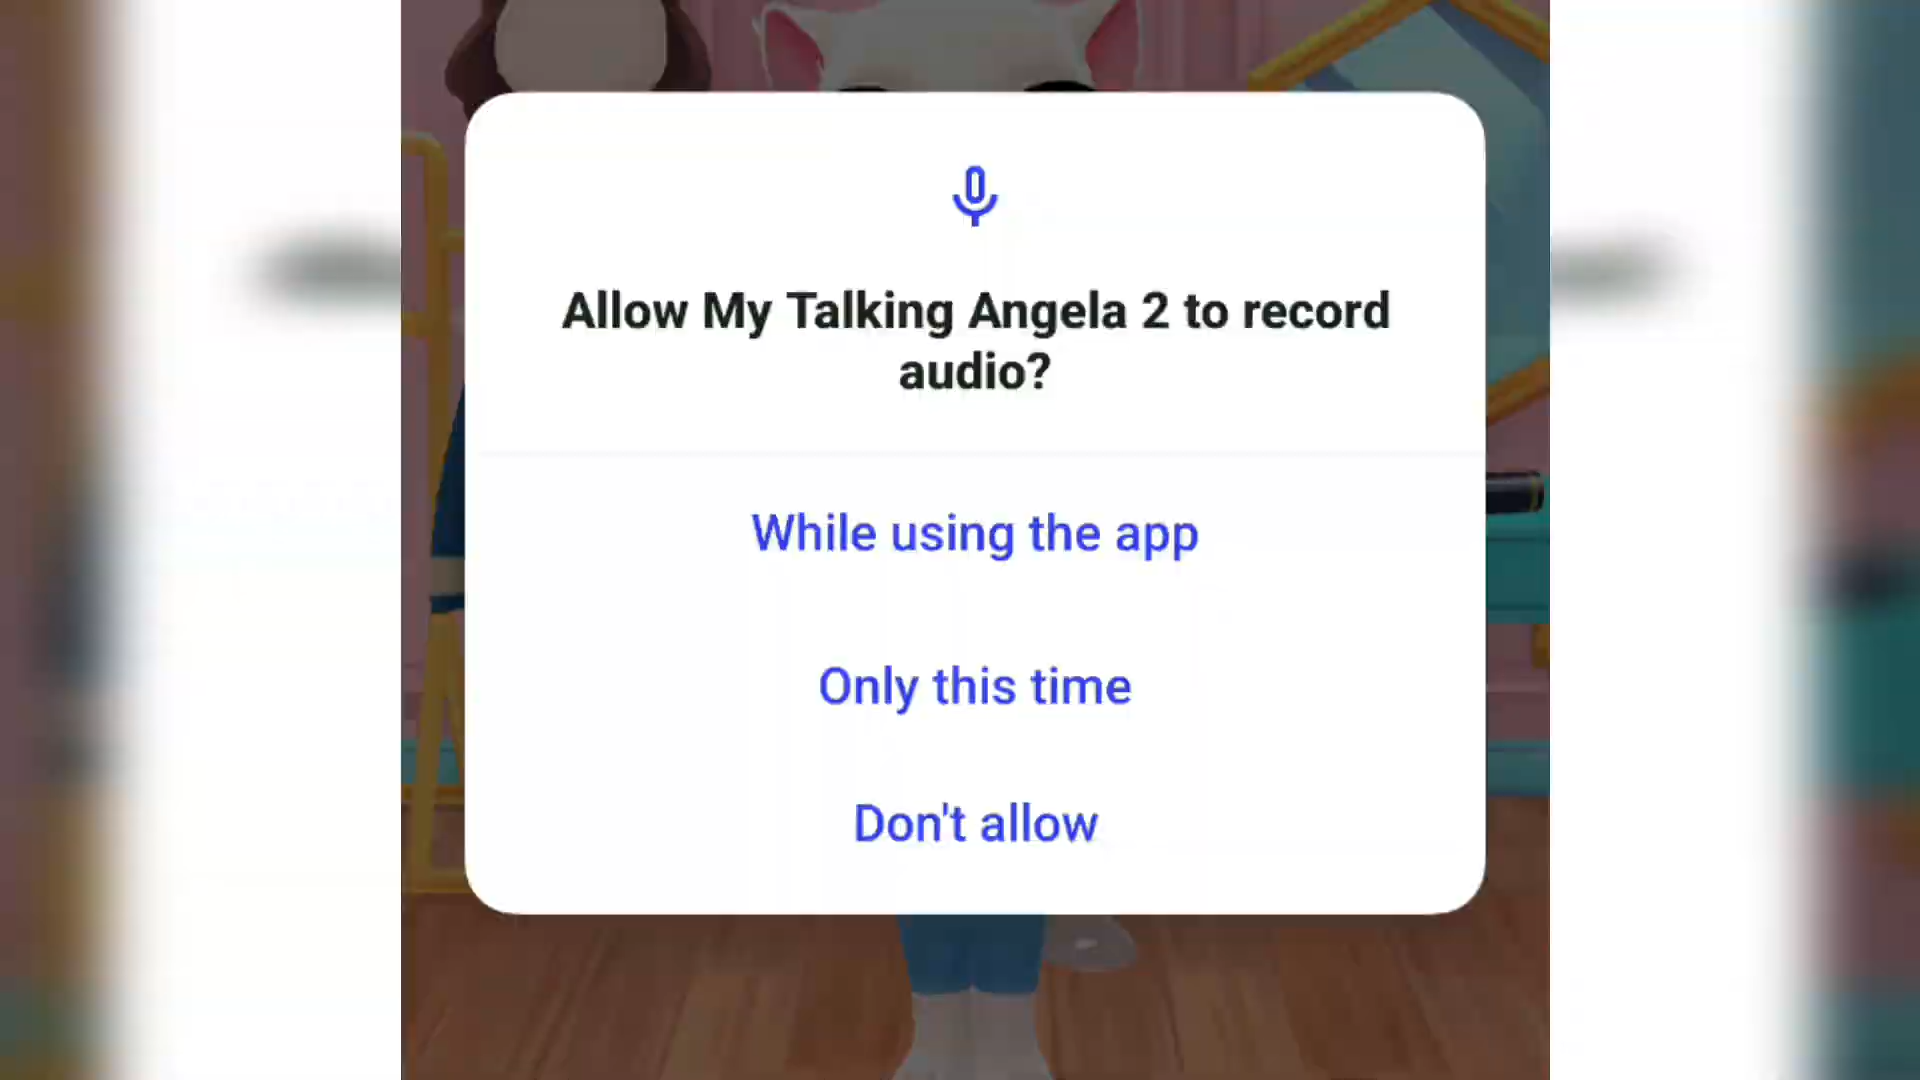 Allow My Talking Angela 2 to record
audio?
While using the app
Only this time
Don't allow